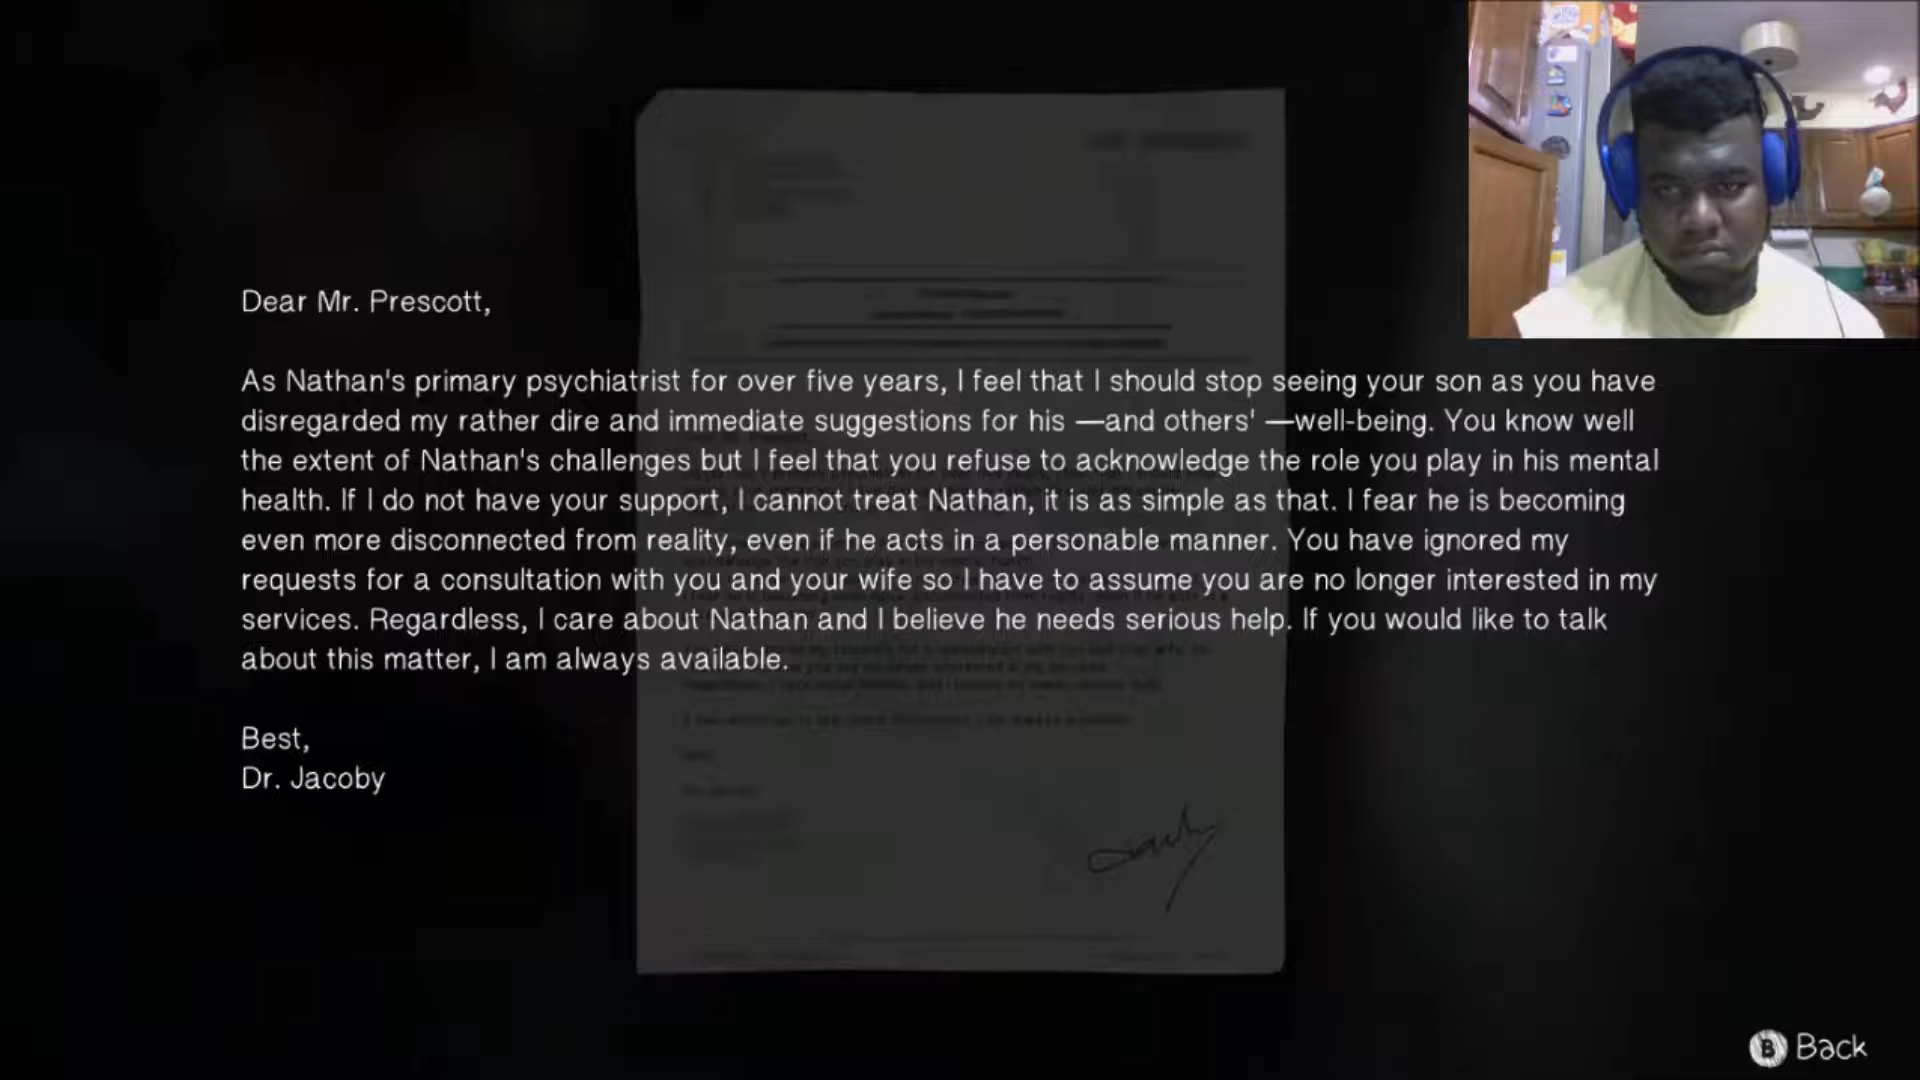 Dear Mr. Prescott,
As Nathan's primary psychiatrist for over five years, I feel that I should stop seeing your son as you have
disregarded my rather dire and immediate suggestions for his —and others' —well-being. You know well
the extent of Nathan's challenges but I feel that you refuse to acknowledge the role you play in his mental
health. If I do not have your support, I cannot treat Nathan, it is as simple as that. I fear he is becoming
even more disconnected from reality, even if he acts in a personable manner. You have ignored my
requests for a consultation with you and your wife so I have to assume you are no longer interested in my
services. Regardless, I care about Nathan and I believe he needs serious help. If you would like to talk
about this matter, I am always available.
Best,
Dr. Jacoby
B Back